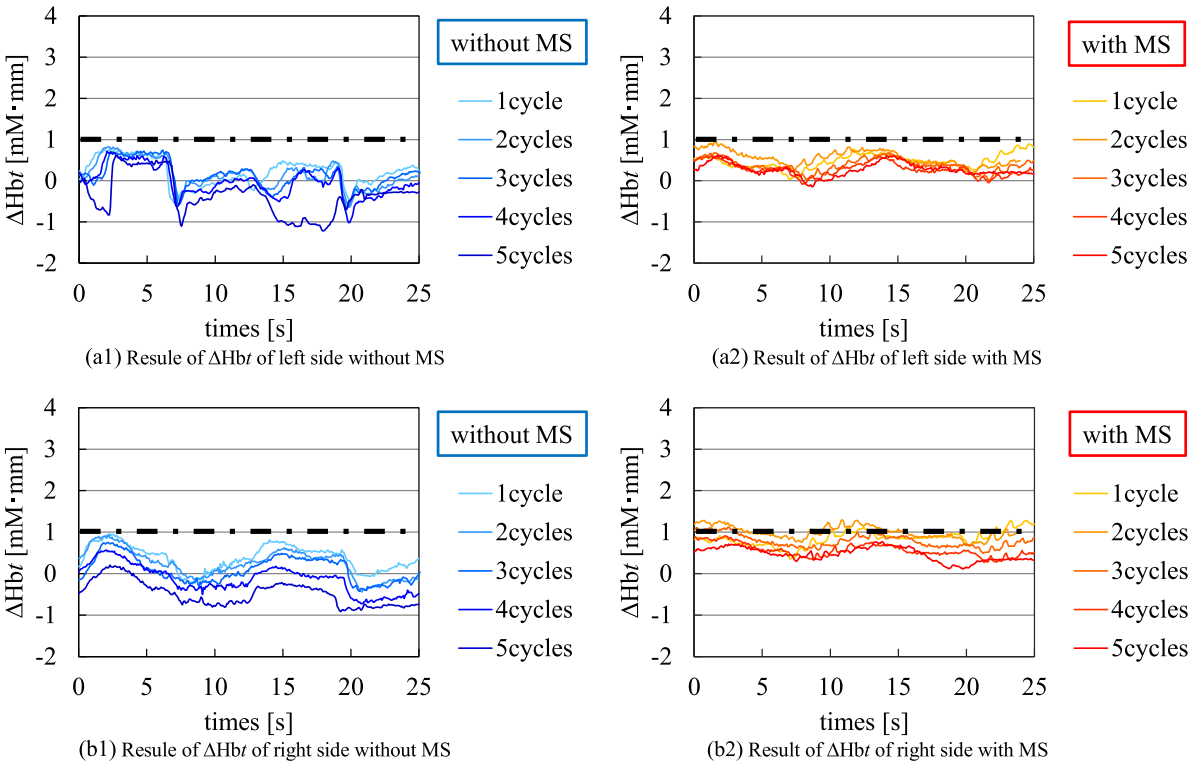 4
3
2
1
0
-1
-2
ΔHbt [mM·mm]
0 5 10 15 20 25
times [s]
without MS
1cycle
2cycles
3cycles
4cycles
5cycles
(a1) Resule of ΔHbt of left side without MS
4
3
2
1
0
-1
-2
ΔHbt [mM·mm]
0 5 10 15 20 25
times [s]
with MS
1cycle
2cycles
3cycles
4cycles
5cycles
(a2) Result of ΔHbt of left side with MS
4
3
2
1
0
-1
-2
ΔHbt [mM·mm]
0 5 10 15 20 25
times [s]
without MS
1cycle
2cycles
3cycles
4cycles
5cycles
(b1) Resule of ΔHbt of right side without MS
4
3
2
1
0
-1
-2
ΔHbt [mM·mm]
0 5 10 15 20 25
times [s]
with MS
1cycle
2cycles
3cycles
4cycles
5cycles
(b2) Result of ΔHbt of right side with MS